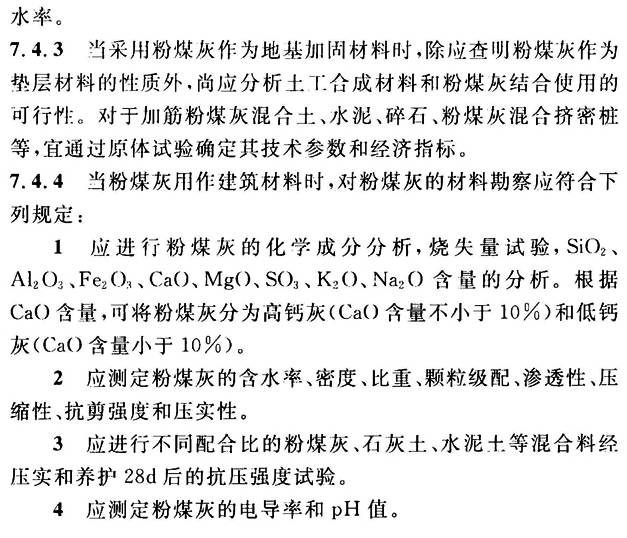 水率。
7.4.3 当采用粉煤灰作为地基加固材料时,除应查明粉煤灰作为
垫层材料的性质外,尚应分析土工合成材料和粉煤灰结合使用的
可行性。对于加筋粉煤灰混合土、水泥、碎石、粉煤灰混合挤密桩
等,宜通过原体试验确定其技术参数和经济指标。
7.4.4 当粉煤灰用作建筑材料时,对粉煤灰的材料勘察应符合下
列规定:
1 应进行粉煤灰的化学成分分析,烧失量试验,SiO₂、
Al₂O₃、Fe₂O₃、CaO、MgO、SO₃、K₂O、Na₂O 含量的分析。根据
CaO 含量,可将粉煤灰分为高钙灰(CaO 含量不小于 10%)和低钙
灰(CaO 含量小于 10%)。
2 应测定粉煤灰的含水率、密度、比重、颗粒级配、渗透性、压
缩性、抗剪强度和压实性。
3 应进行不同配合比的粉煤灰、石灰土、水泥土等混合料经
压实和养护 28d 后的抗压强度试验。
4 应测定粉煤灰的电导率和 pH 值。